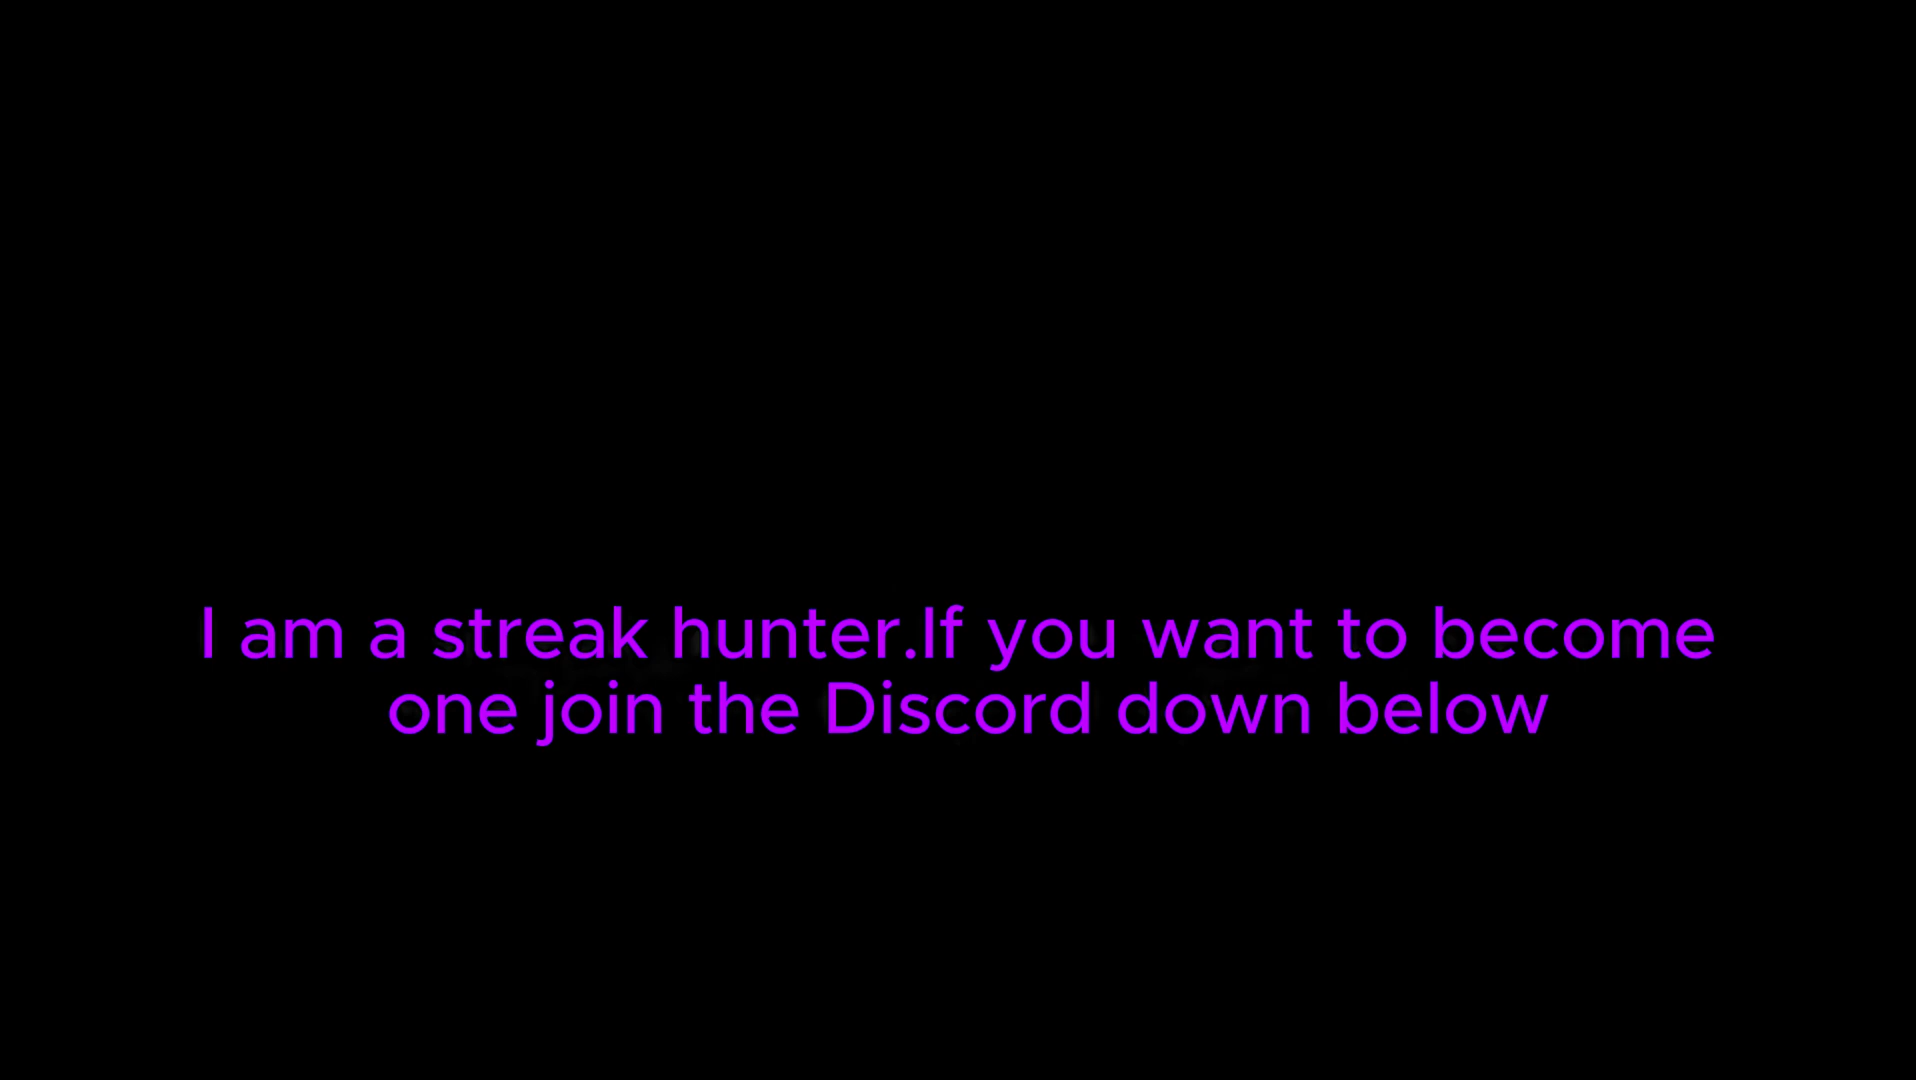 I am a streak hunter.If you want to become
one join the Discord down below